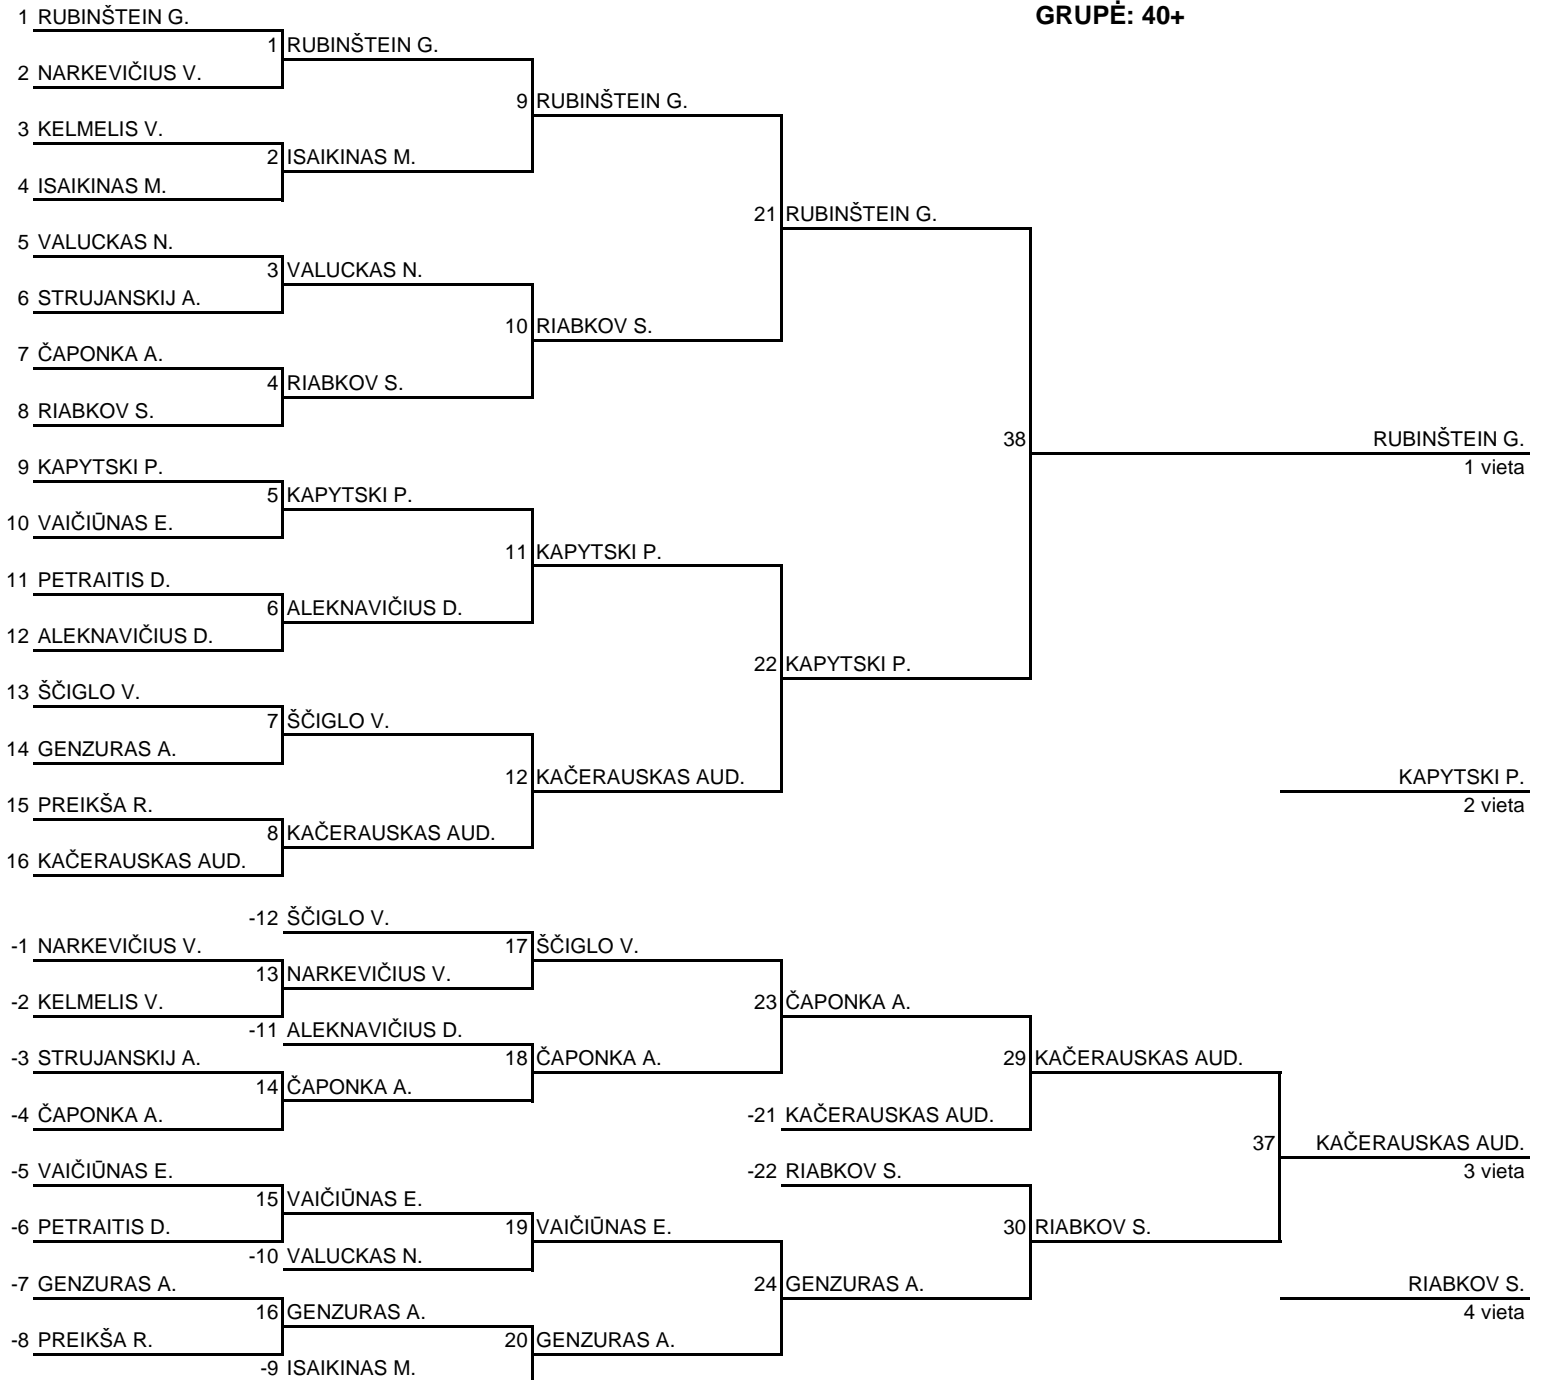 GRUPĖ: 40+
1 RUBINŠTEIN G.
1 RUBINŠTEIN G.
2 NARKEVIČIUS V.
9 RUBINŠTEIN G.
3 KELMELIS V.
2 ISAIKINAS M.
4 ISAIKINAS M.
21 RUBINŠTEIN G.
5 VALUCKAS N.
3 VALUCKAS N.
6 STRUJANSKIJ A.
10 RIABKOV S.
7 ČAPONKA A.
4 RIABKOV S.
8 RIABKOV S.
38 RUBINŠTEIN G.
1 vieta
9 KAPYTSKI P.
5 KAPYTSKI P.
10 VAIČIŪNAS E.
11 KAPYTSKI P.
11 PETRAITIS D.
6 ALEKNAVIČIUS D.
12 ALEKNAVIČIUS D.
22 KAPYTSKI P.
13 ŠČIGLO V.
7 ŠČIGLO V.
14 GENZURAS A.
12 KAČERAUSKAS AUD.
KAPYTSKI P.
2 vieta
15 PREIKŠA R.
8 KAČERAUSKAS AUD.
16 KAČERAUSKAS AUD.
-12 ŠČIGLO V.
-1 NARKEVIČIUS V.
17 ŠČIGLO V.
13 NARKEVIČIUS V.
-2 KELMELIS V.
23 ČAPONKA A.
-11 ALEKNAVIČIUS D.
-3 STRUJANSKIJ A.
18 ČAPONKA A.
29 KAČERAUSKAS AUD.
14 ČAPONKA A.
-4 ČAPONKA A.
-21 KAČERAUSKAS AUD.
37 KAČERAUSKAS AUD.
3 vieta
-5 VAIČIŪNAS E.
-22 RIABKOV S.
15 VAIČIŪNAS E.
-6 PETRAITIS D.
19 VAIČIŪNAS E.
30 RIABKOV S.
-10 VALUCKAS N.
-7 GENZURAS A.
24 GENZURAS A.
RIABKOV S.
4 vieta
16 GENZURAS A.
-8 PREIKŠA R.
20 GENZURAS A.
-9 ISAIKINAS M.